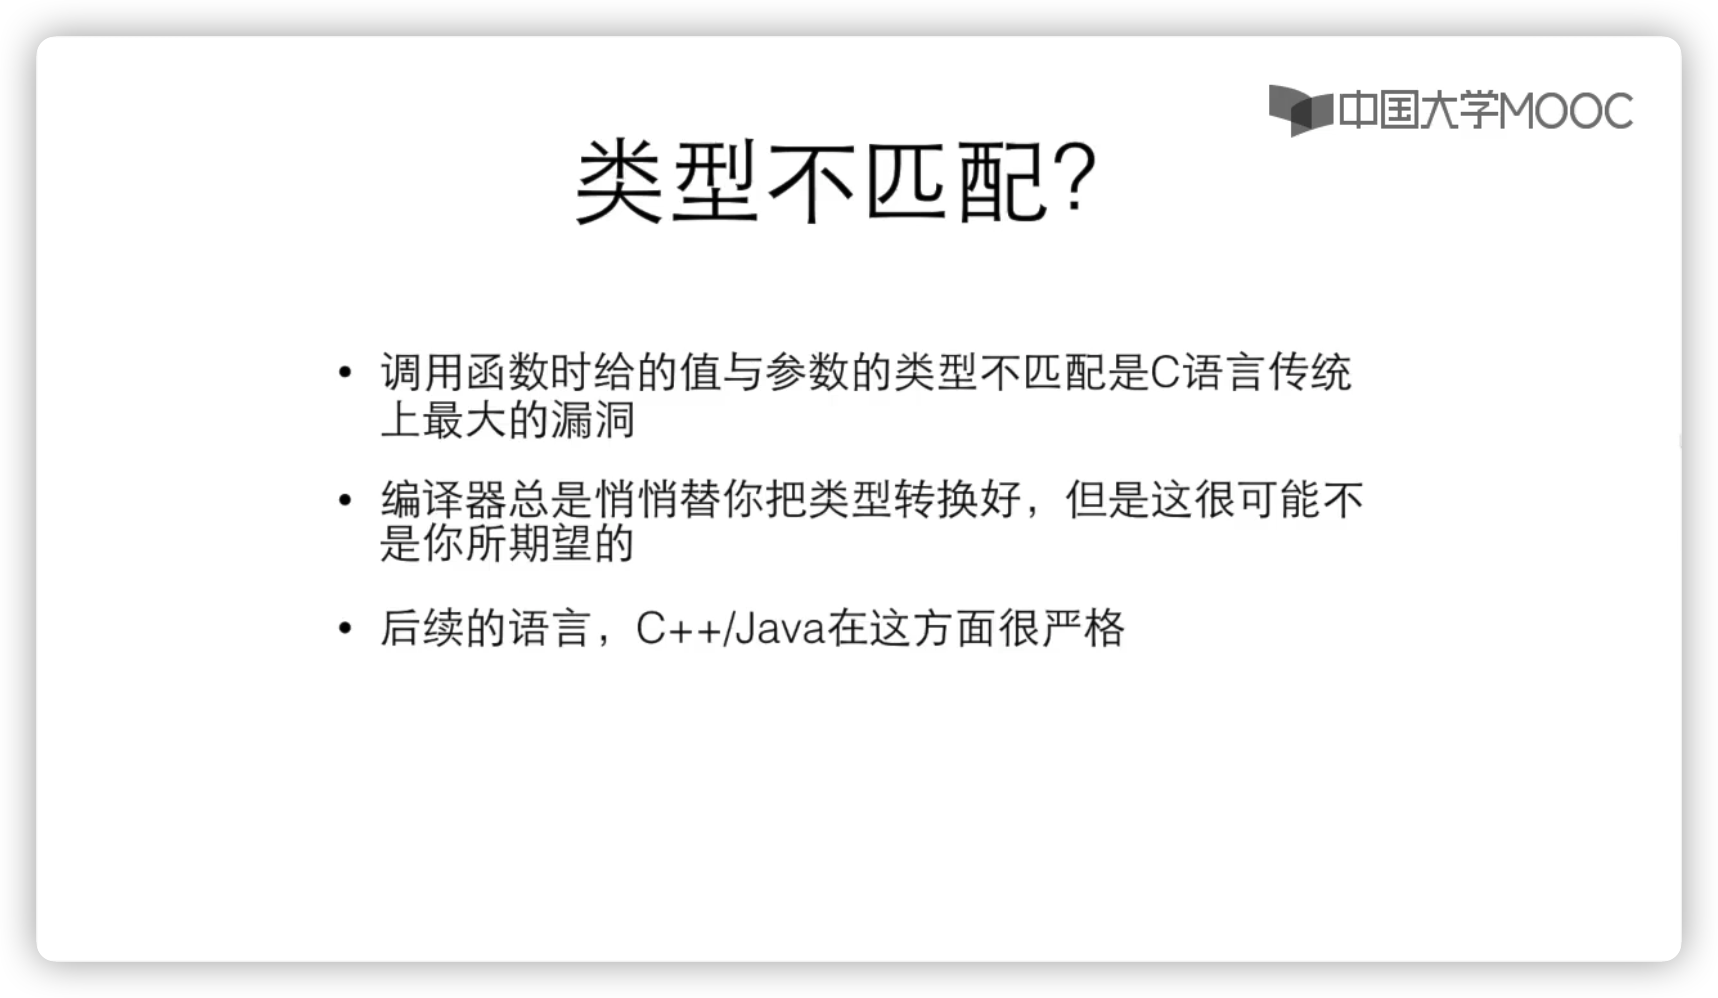 中国大学MOOC
类型不匹配?
• 调用函数时给的值与参数的类型不匹配是C语言传统
上最大的漏洞
• 编译器总是悄悄替你把类型转换好，但是这很可能不
是你所期望的
• 后续的语言，C++/Java在这方面很严格